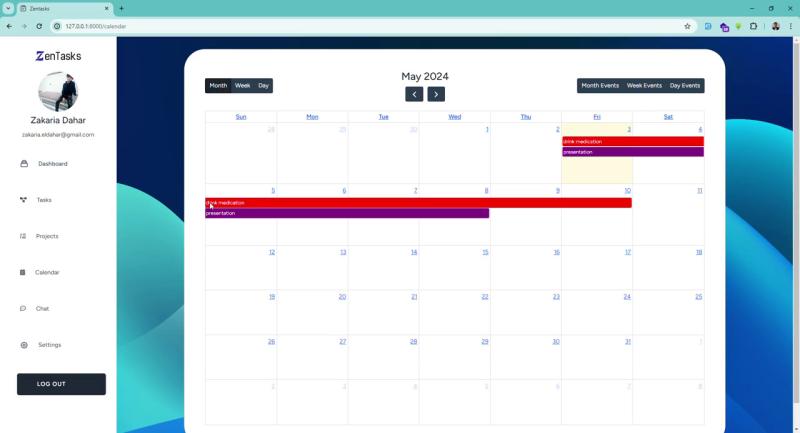 Zentasks
127.0.0.1:8000/calendar
ZenTasks
Zakaria Dahar
zakaria.eldahar@gmail.com
Dashboard
Tasks
Projects
Calendar
Chat
Settings
LOG OUT
May 2024
Month Week Day
Month Events Week Events Day Events
Sun Mon Tue Wed Thu Fri Sat
28 29 30 1 2 3 4
drink medication
presentation
5 6 7 8 9 10 11
drink medication
presentation
12 13 14 15 16 17 18
19 20 21 22 23 24 25
26 27 28 29 30 31 1
2 3 4 5 6 7 8